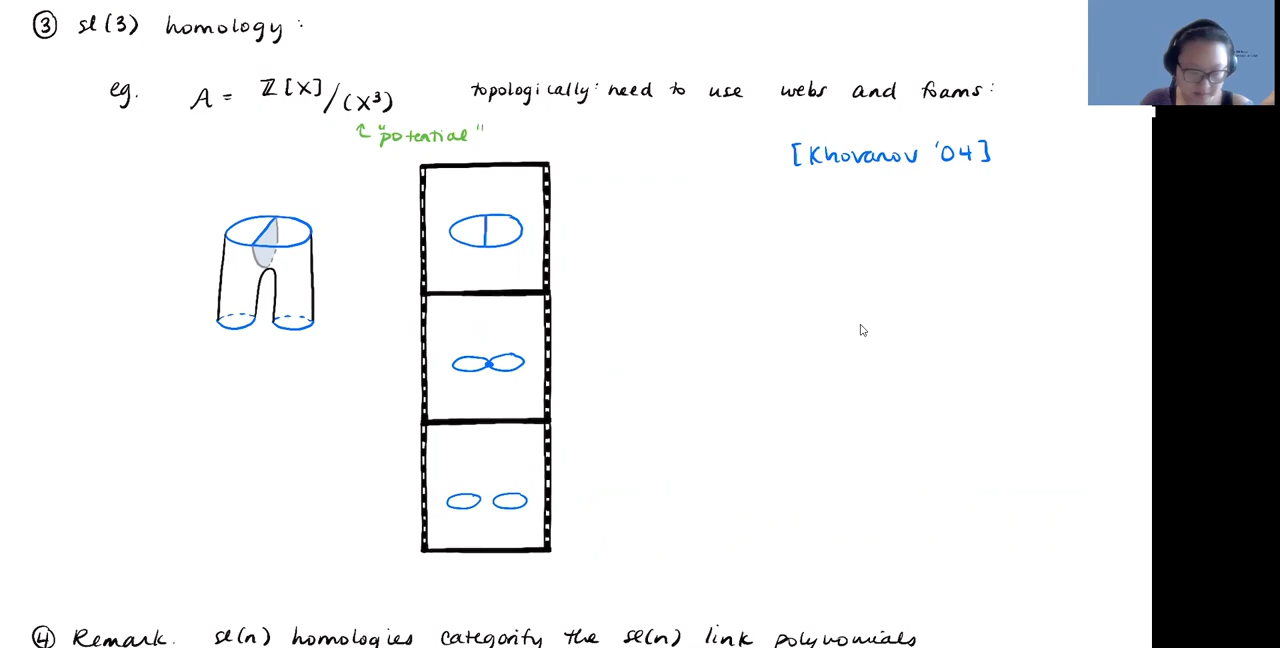 ③ sl(3) homology:
eg. A = ℤ[X]/(X³) topologically: need to use webs and foams:
↑ "potential"
[Khovanov '04]
④ Remark. sl(n) homologies categorify the sl(n) link polynomials